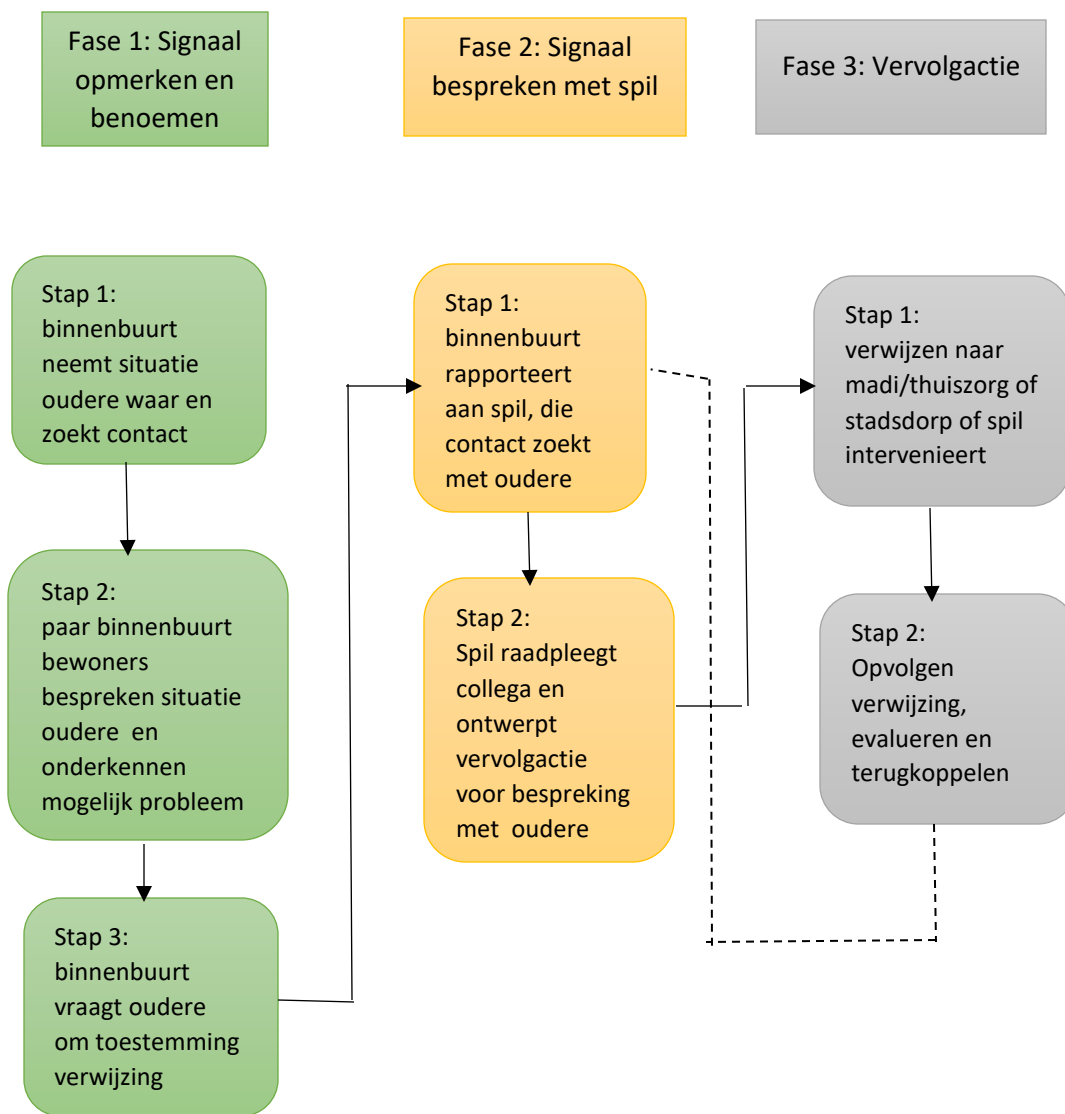 Fase 1: Signaal
opmerken en
benoemen
Fase 2: Signaal
bespreken met spil
Fase 3: Vervolgactie
Stap 1:
binnenbuurt
neemt situatie
oudere waar en
zoekt contact
Stap 2:
paar binnenbuurt
bewoners
bespreken situatie
oudere en
onderkennen
mogelijk probleem
Stap 3:
binnenbuurt
vraagt oudere
om toestemming
verwijzing
Stap 1:
binnenbuurt
rapporteert
aan spil, die
contact zoekt
met oudere
Stap 2:
Spil raadpleegt
collega en
ontwerpt
vervolgactie
voor bespreking
met oudere
Stap 1:
verwijzen naar
madi/thuiszorg of
stadsdorp of spil
intervenieert
Stap 2:
Opvolgen
verwijzing,
evalueren en
terugkoppelen